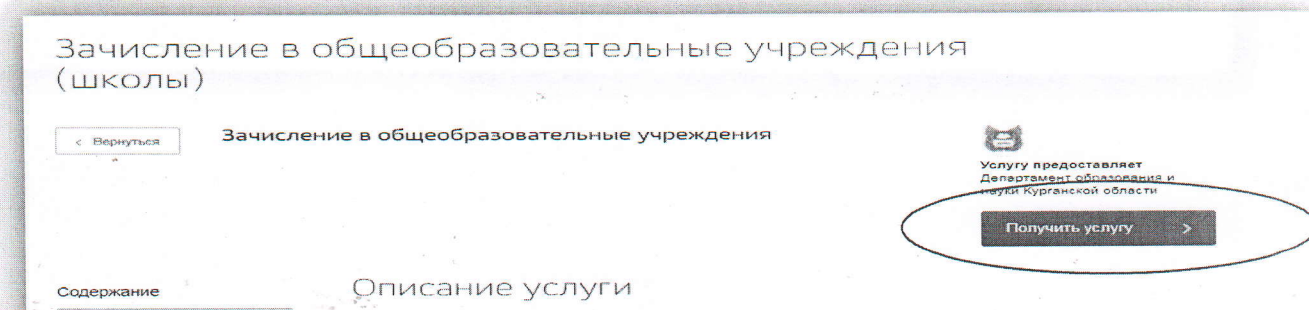 Зачисление в общеобразовательные учреждения
(школы)
< Вернуться
Зачисление в общеобразовательные учреждения
Услугу предоставляет
Департамент образования и
науки Курганской области
Получить услугу >
Содержание
Описание услуги